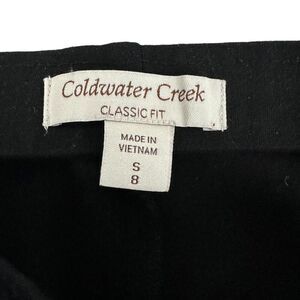 Coldwater Creek
CLASSIC FIT
MADE IN
VIETNAM
S
8